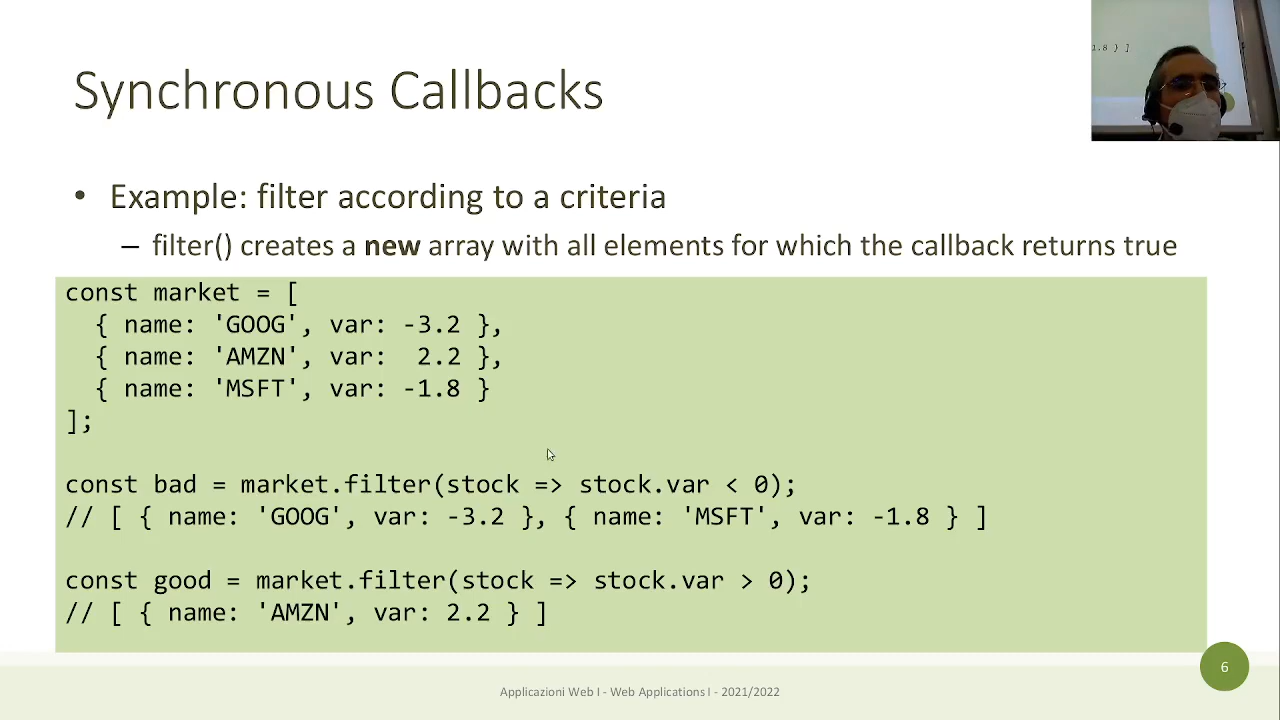 1.8 } ]
Synchronous Callbacks
• Example: filter according to a criteria
– filter() creates a new array with all elements for which the callback returns true
const market = [
  { name: 'GOOG', var: -3.2 },
  { name: 'AMZN', var:  2.2 },
  { name: 'MSFT', var: -1.8 }
];
const bad = market.filter(stock => stock.var < 0);
// [ { name: 'GOOG', var: -3.2 }, { name: 'MSFT', var: -1.8 } ]
const good = market.filter(stock => stock.var > 0);
// [ { name: 'AMZN', var: 2.2 } ]
6
Applicazioni Web I - Web Applications I - 2021/2022